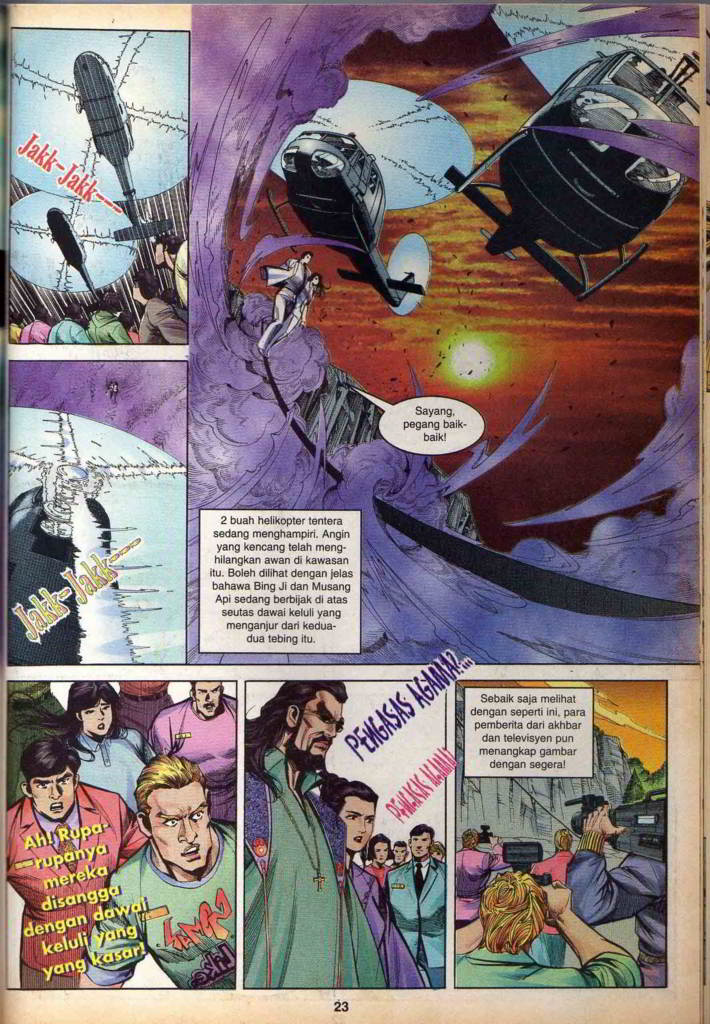 Jakk-Jakk---
Sayang,
pegang baik-
baik!
2 buah helikopter tentera
sedang menghampiri. Angin
yang kencang telah meng-
hilangkan awan di kawasan
itu. Boleh dilihat dengan jelas
bahawa Bing Ji dan Musang
Api sedang berbijak di atas
seutas dawai keluli yang
menganjur dari kedua-
dua tebing itu.
Jakk-Jakk---
Ah! Rupa-
rupanya
mereka
disangga
dengan dawai
keluli yang
yang kasar!
PENGASAS AGAMA?...
Sebaik saja melihat
dengan seperti ini, para
pemberita dari akhbar
dan televisyen pun
menangkap gambar
dengan segera!
23